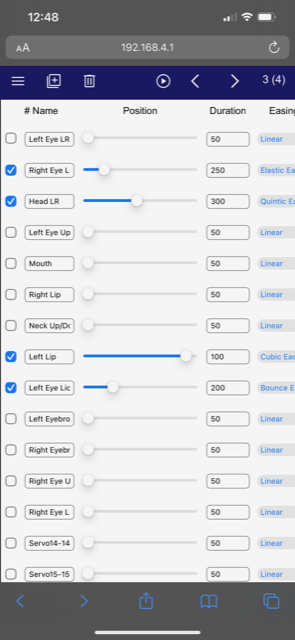 12:48
AA 192.168.4.1
3 (4)
# Name Position Duration Easing
Left Eye LR 50 Linear
Right Eye L 250 Elastic Ea
Head LR 300 Quintic Ea
Left Eye Up 50 Linear
Mouth 50 Linear
Right Lip 50 Linear
Neck Up/Dc 50 Linear
Left Lip 100 Cubic Eas
Left Eye Lic 200 Bounce E
Left Eyebro 50 Linear
Right Eyebr 50 Linear
Right Eye U 50 Linear
Right Eye L 50 Linear
Servo14-14 50 Linear
Servo15-15 50 Linear